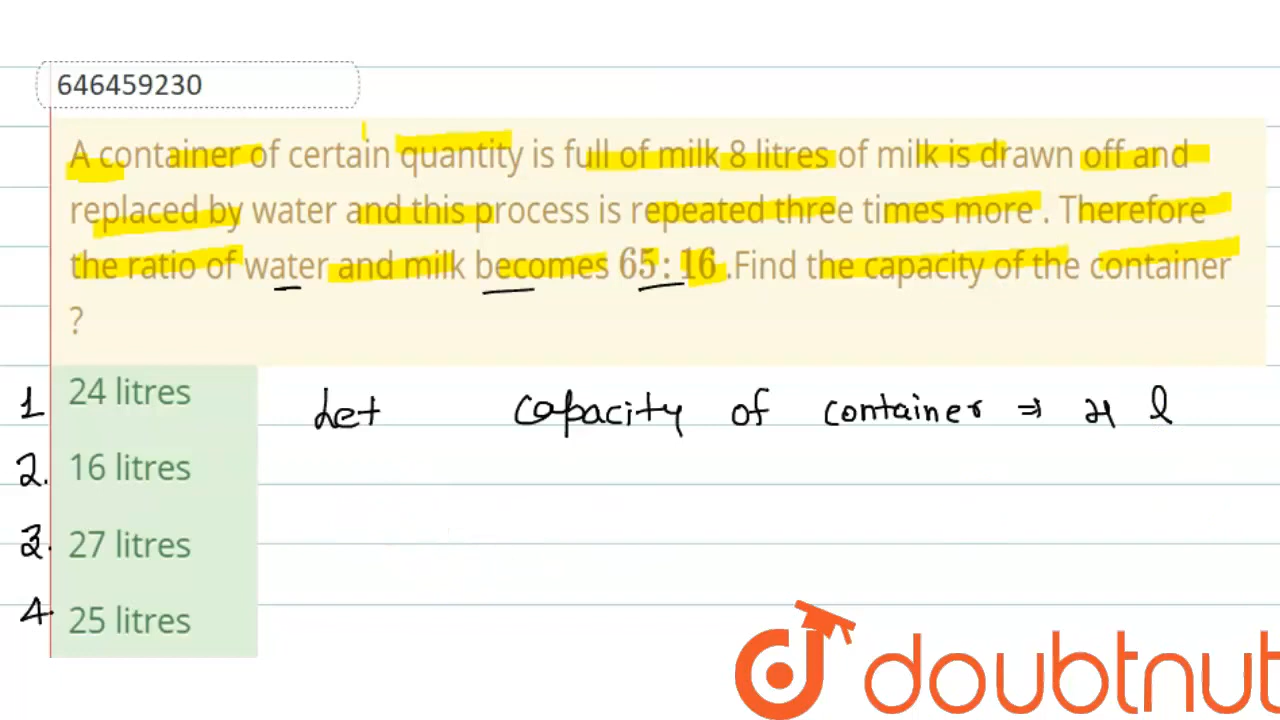 646459230
A container of certain quantity is full of milk 8 litres of milk is drawn off and
replaced by water and this process is repeated three times more . Therefore
the ratio of water and milk becomes 65 : 16 .Find the capacity of the container
?
1 24 litres
Let capacity of container ⇒ x l
2. 16 litres
3. 27 litres
4. 25 litres
doubtnut